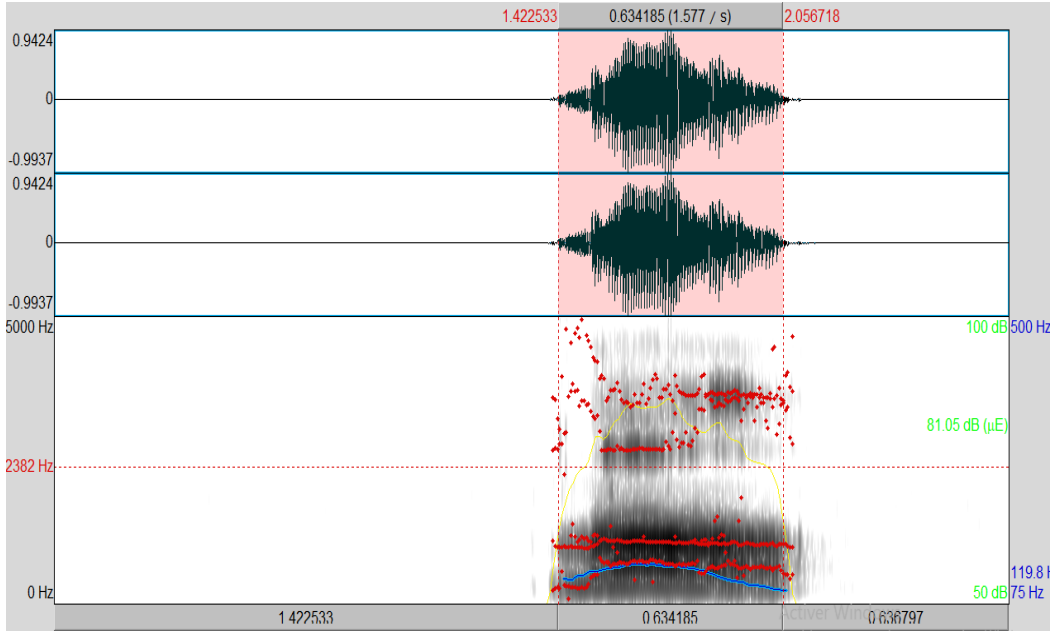 1.422533 0.634185 (1.577 / s) 2.056718
0.9424
0
-0.9937
0.9424
0
-0.9937
5000 Hz 100 dB 500 Hz
81.05 dB (µE)
2382 Hz
119.8 H
0 Hz 50 dB 75 Hz
Activer Windows
1.422533 0.634185 0.636797